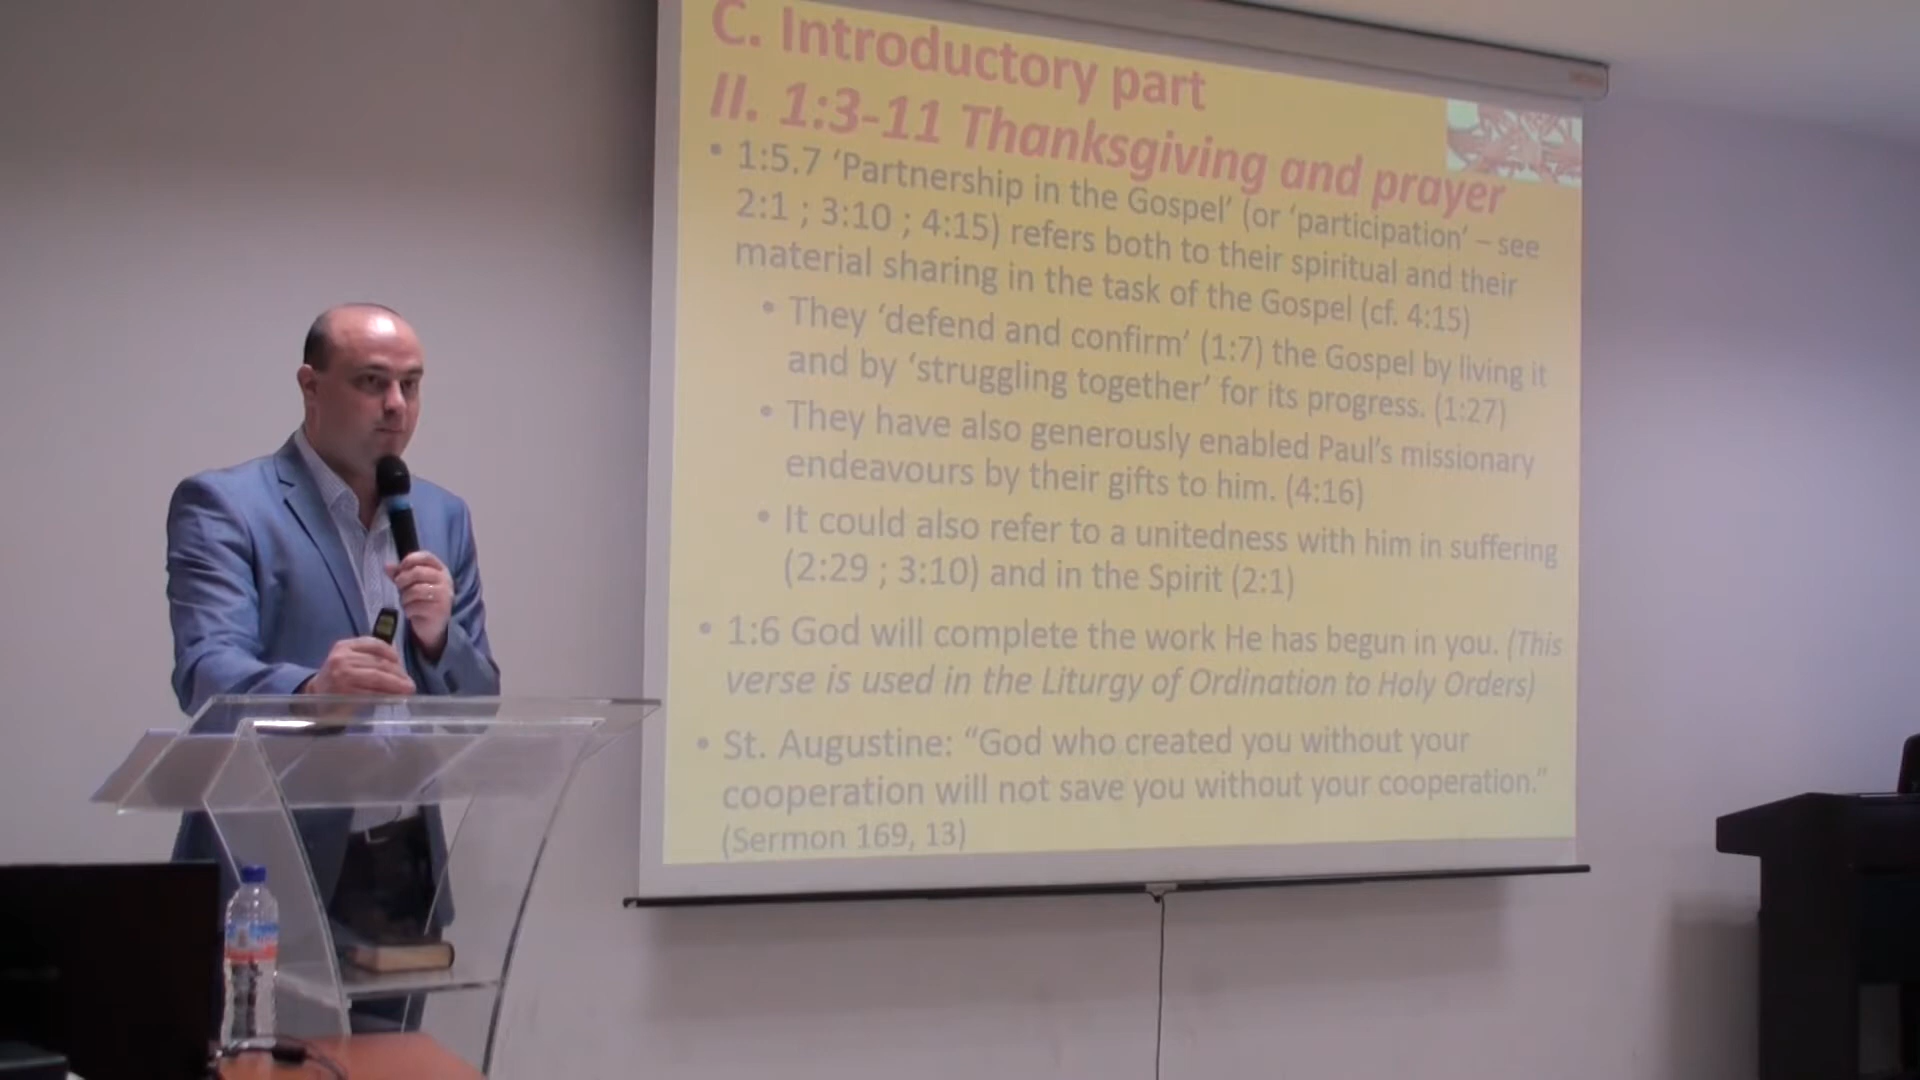 C. Introductory part
II. 1:3-11 Thanksgiving and prayer
• 1:5.7 ‘Partnership in the Gospel’ (or ‘participation’ – see
2:1 ; 3:10 ; 4:15) refers both to their spiritual and their
material sharing in the task of the Gospel (cf. 4:15)
• They ‘defend and confirm’ (1:7) the Gospel by living it
and by ‘struggling together’ for its progress. (1:27)
• They have also generously enabled Paul’s missionary
endeavours by their gifts to him. (4:16)
• It could also refer to a unitedness with him in suffering
(2:29 ; 3:10) and in the Spirit (2:1)
• 1:6 God will complete the work He has begun in you. (This
verse is used in the Liturgy of Ordination to Holy Orders)
• St. Augustine: “God who created you without your
cooperation will not save you without your cooperation.”
(Sermon 169, 13)